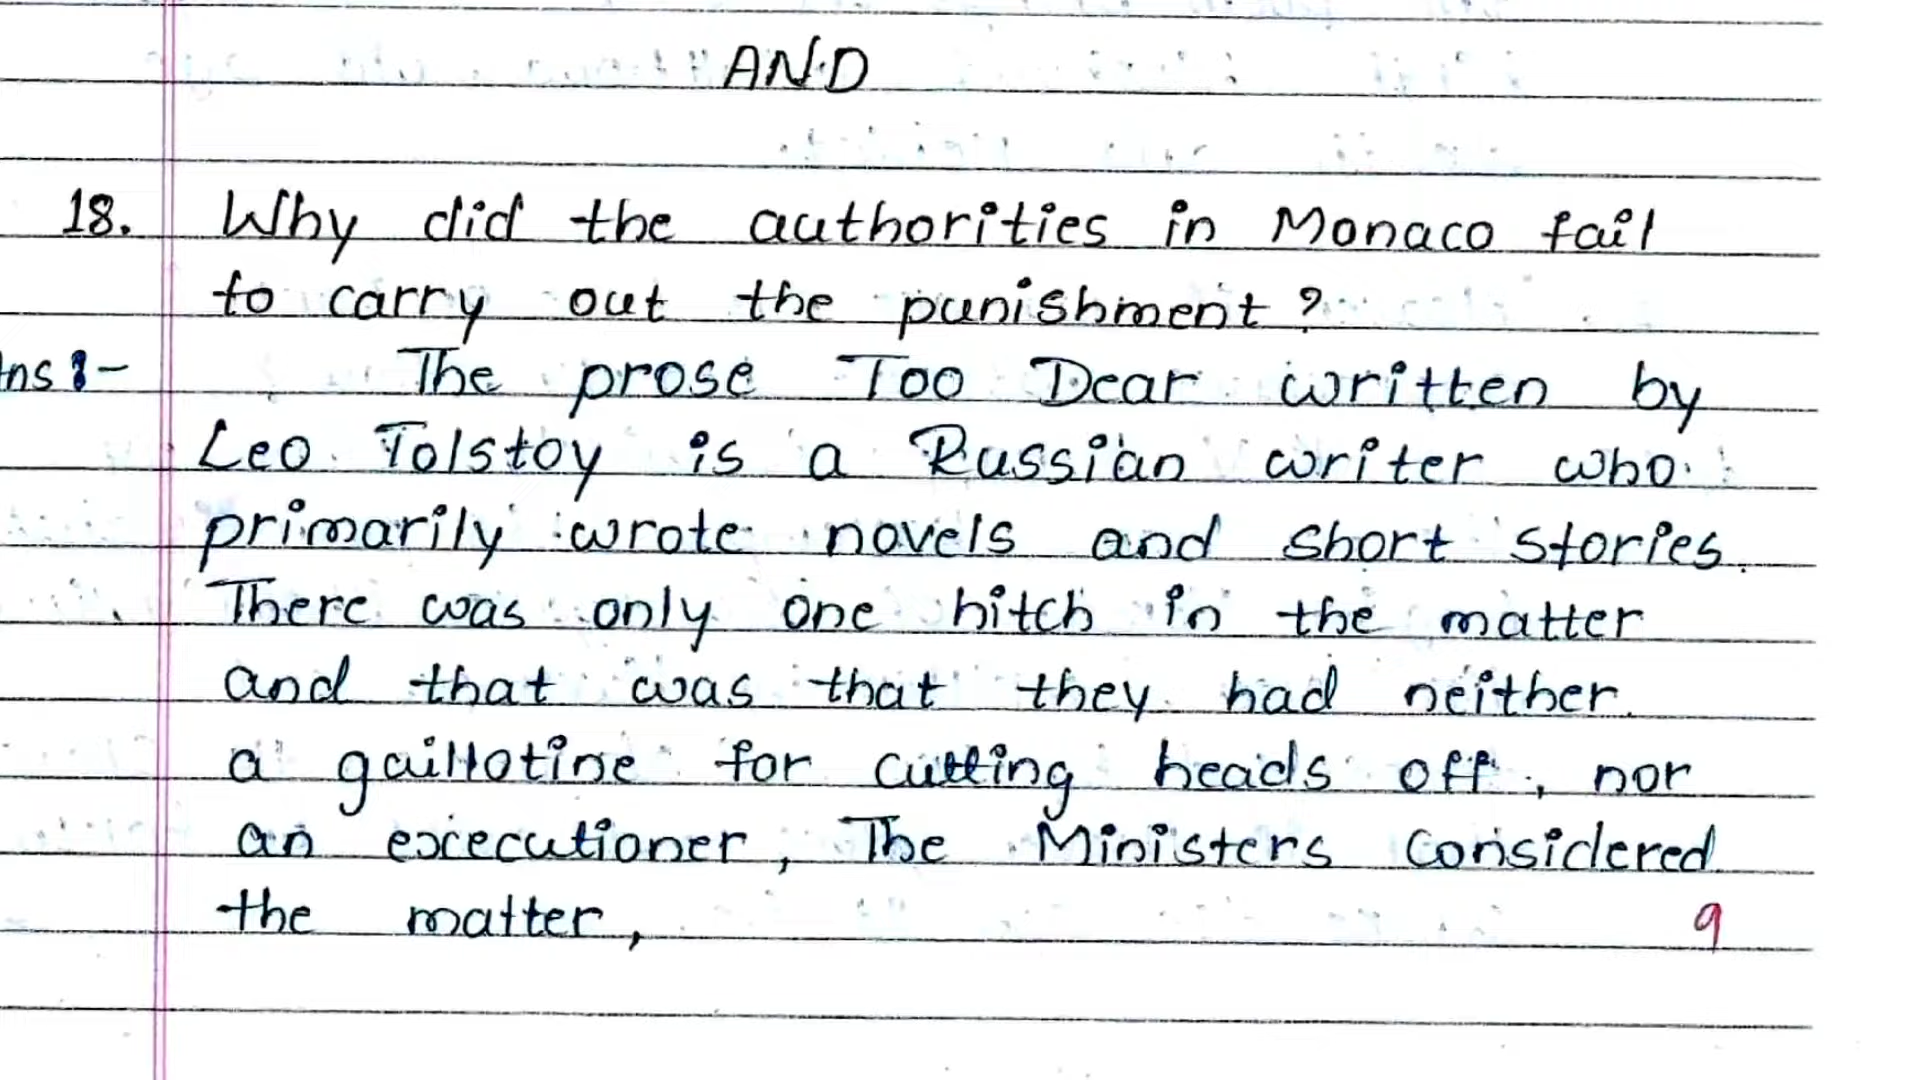 AND
18. Why did the authorities in Monaco fail
to carry out the punishment?
Ans :- The prose Too Dear written by
Leo Tolstoy is a Russian writer who
primarily wrote novels and short stories.
There was only one hitch in the matter
and that was that they had neither
a gaillotine for cutting heads off, nor
an executioner, The Ministers considered
the matter,
9